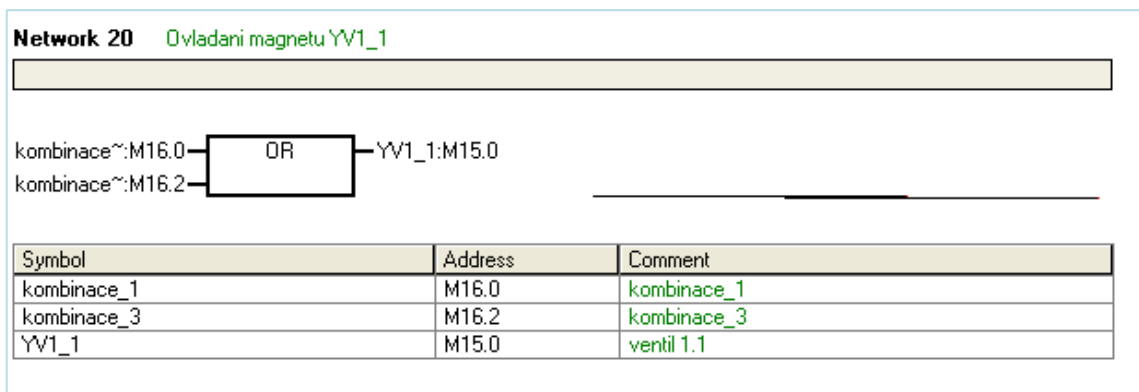 Network 20 Ovladani magnetu YV1_1
kombinace~:M16.0 OR YV1_1:M15.0
kombinace~:M16.2
Symbol Address Comment
kombinace_1 M16.0 kombinace_1
kombinace_3 M16.2 kombinace_3
YV1_1 M15.0 ventil 1.1